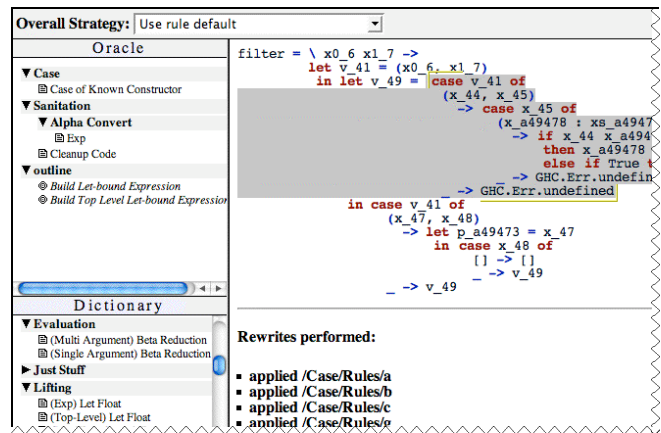 Overall Strategy: Use rule default
Oracle
Case
Case of Known Constructor
Sanitation
Alpha Convert
Exp
Cleanup Code
outline
Build Let-bound Expression
Build Top Level Let-bound Expression
Dictionary
Evaluation
(Multi Argument) Beta Reduction
(Single Argument) Beta Reduction
Just Stuff
Lifting
(Exp) Let Float
(Top-Level) Let Float
filter = \ x0_6 x1_7 ->
let v_41 = (x0_6, x1_7)
in let v_49 = case v_41 of
(x_44, x_45)
-> case x_45 of
(x_a49478 : xs_a4947
-> if x_44 x_a494
then x_a49478
else if True t
_ -> GHC.Err.undefin
_ -> GHC.Err.undefined
in case v_41 of
(x_47, x_48)
-> let p_a49473 = x_47
in case x_48 of
[] -> []
_ -> v_49
_ -> v_49
Rewrites performed:
applied /Case/Rules/a
applied /Case/Rules/b
applied /Case/Rules/c
applied /Case/Rules/g